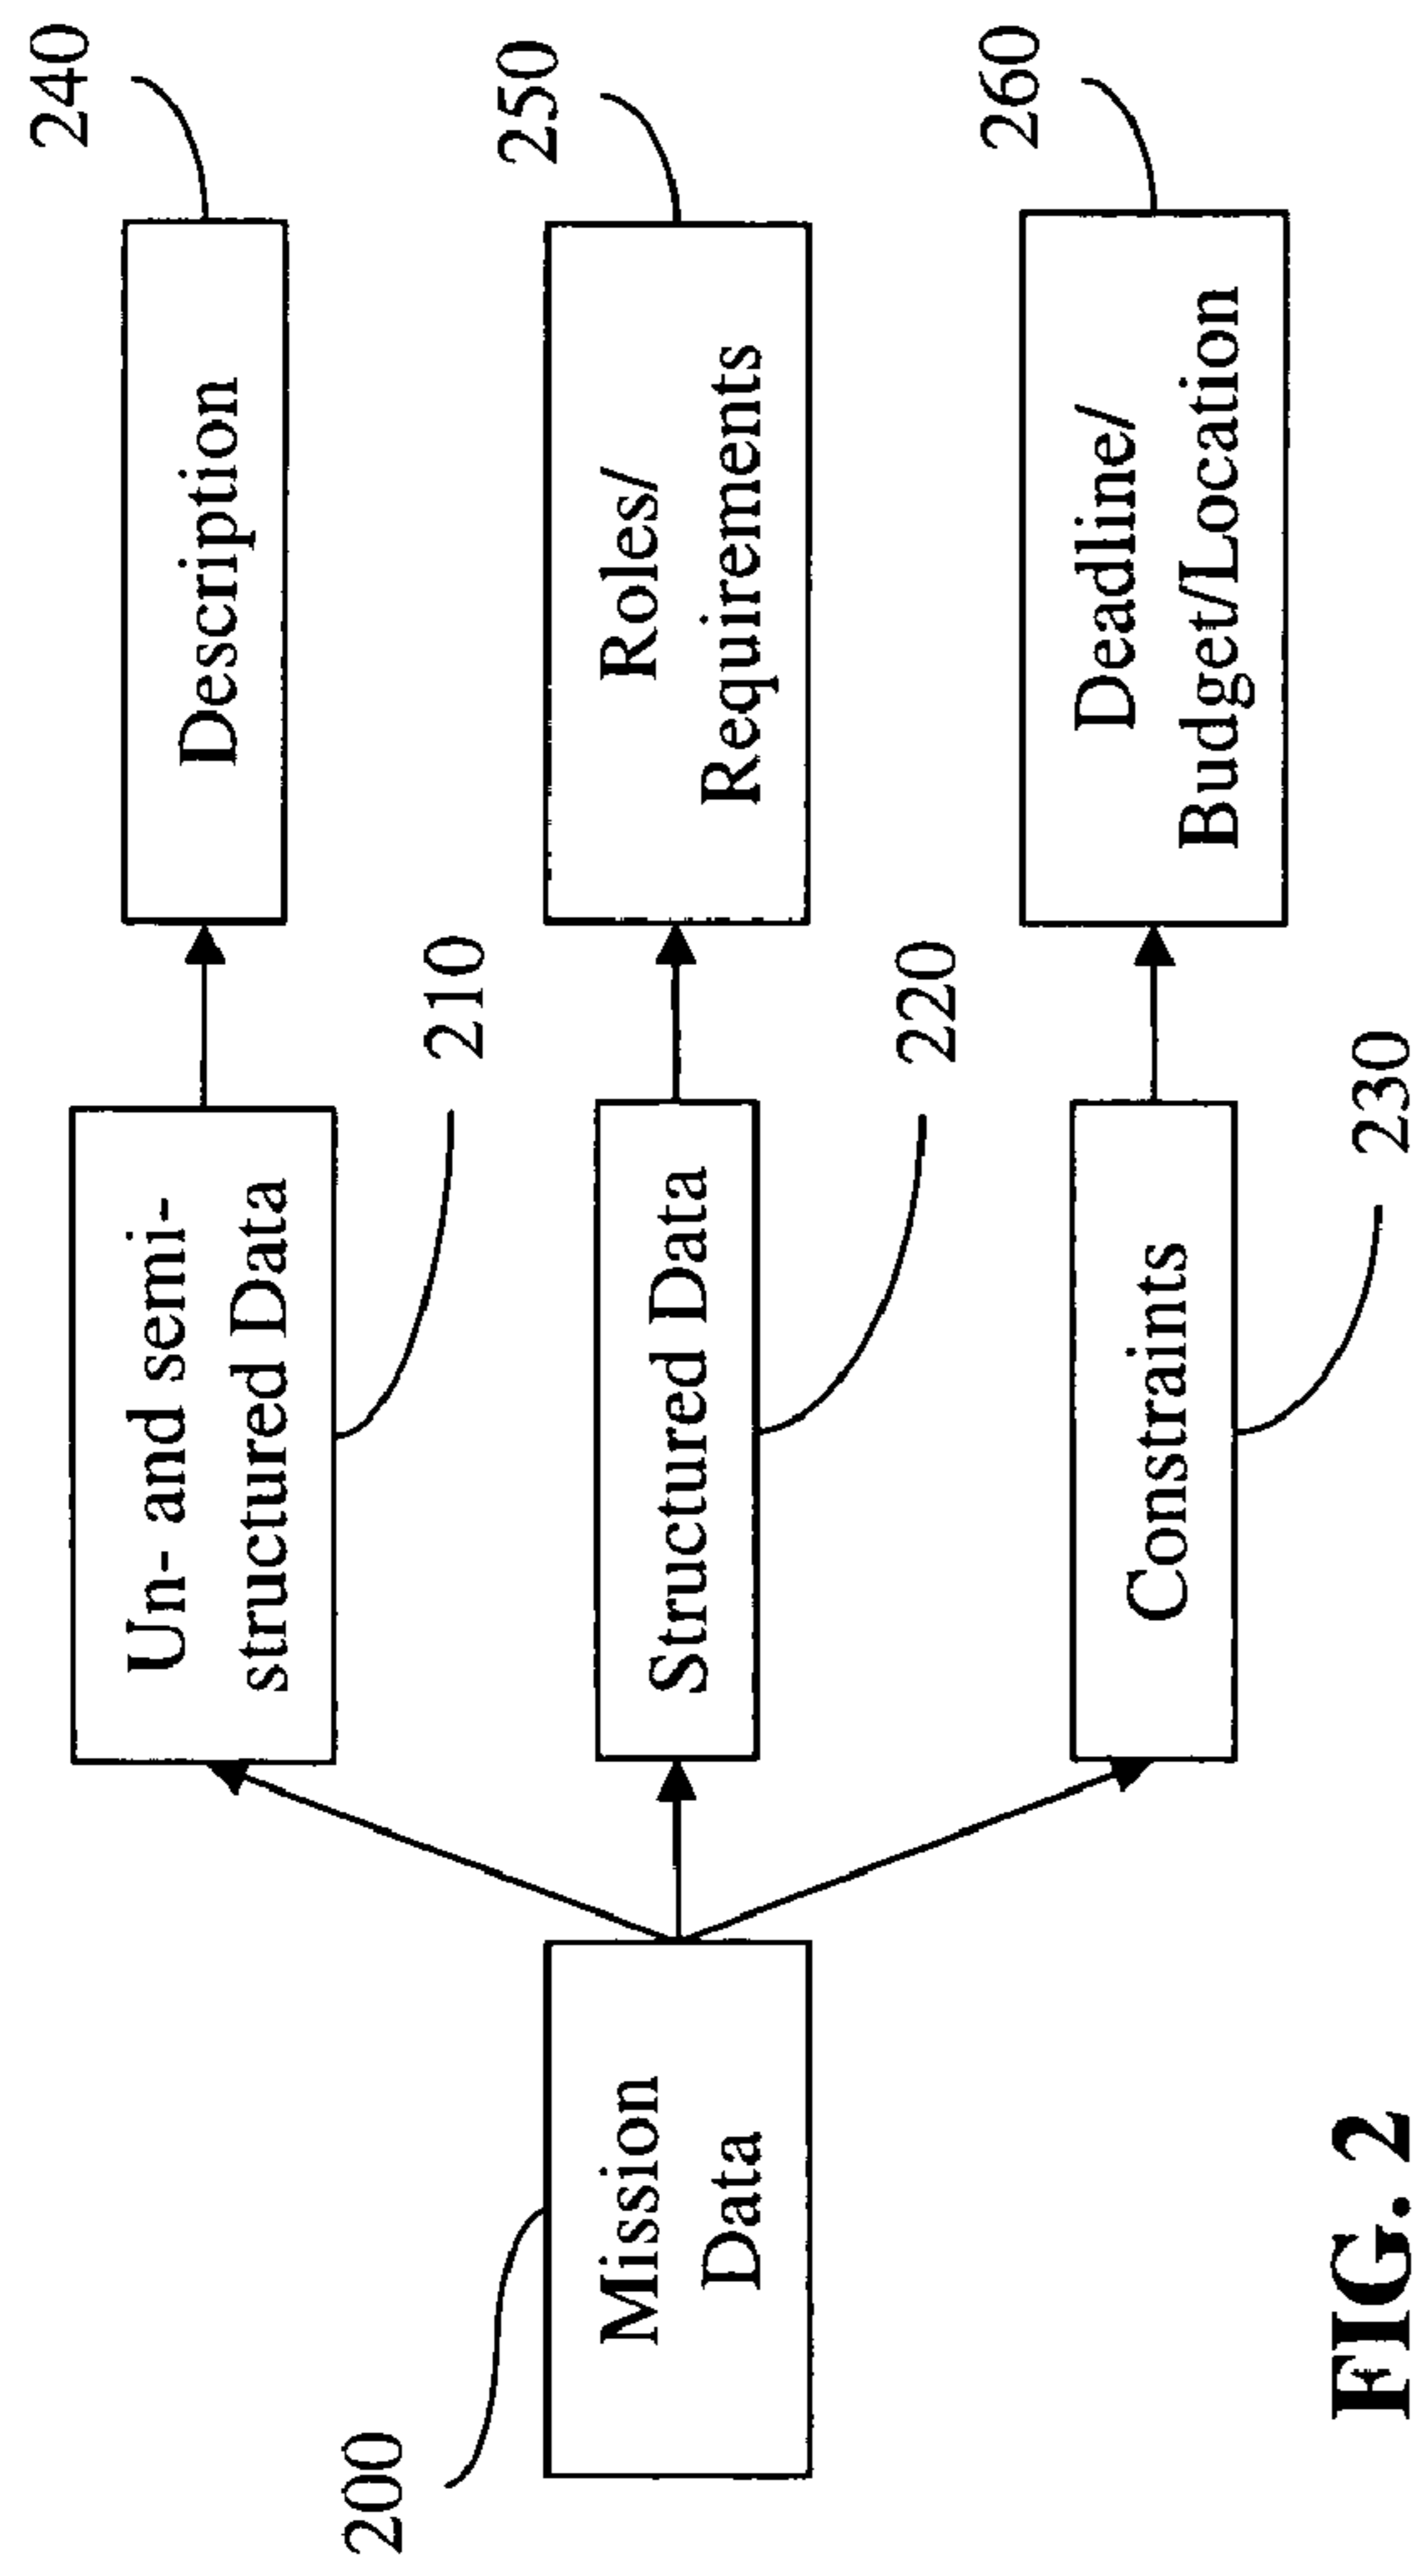 240
Description
Un- and semi-
structured Data
210
250
200
Mission
Data
Structured Data
Roles/
Requirements
220
260
Constraints
Deadline/
Budget/Location
230
FIG. 2